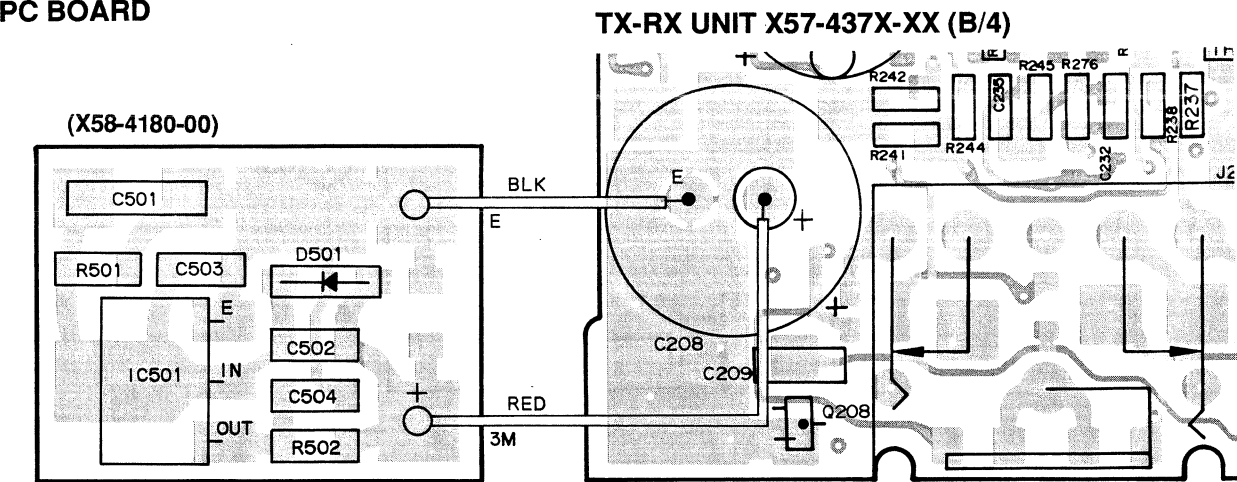 PC BOARD
TX-RX UNIT X57-437X-XX (B/4)
(X58-4180-00)
R242
R245 R276
C235
R241
R244
C232
R238
R237
J2
C501
BLK
E
E
+
+
+
R501
C503
D501
E
C502
IC501
IN
C504
+
OUT
R502
RED
3M
C208
C209
Q208
+